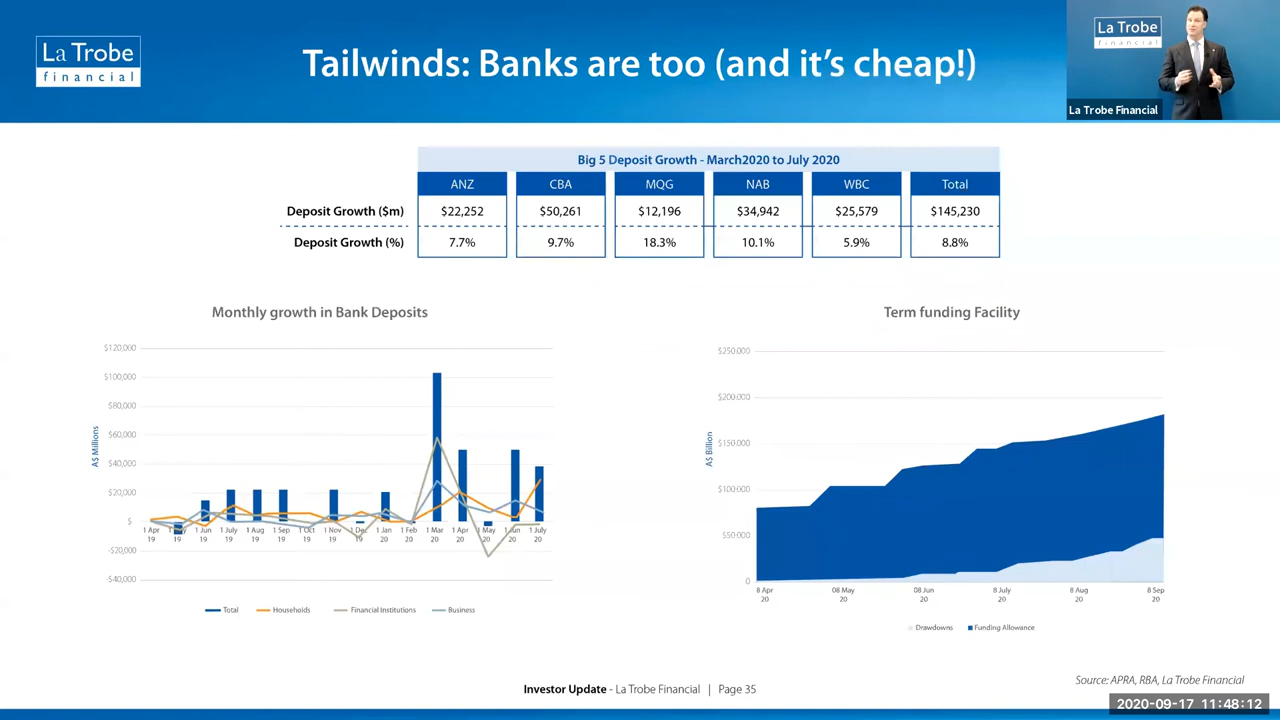 La Trobe
financial
Tailwinds: Banks are too (and it's cheap!)
La Trobe
financial
La Trobe Financial
Big 5 Deposit Growth - March2020 to July 2020
ANZ CBA MQG NAB WBC Total
Deposit Growth ($m) $22,252 $50,261 $12,196 $34,942 $25,579 $145,230
Deposit Growth (%) 7.7% 9.7% 18.3% 10.1% 5.9% 8.8%
Monthly growth in Bank Deposits
A$ Millions
$120,000
$100,000
$80,000
$60,000
$40,000
$20,000
$
-$20,000
-$40,000
1 Apr 19
1 Jun 19
1 July 19
1 Aug 19
1 Sep 19
1 Oct 19
1 Nov 19
1 Dec 19
1 Jan 20
1 Feb 20
1 Mar 20
1 Apr 20
1 May 20
1 Jun 20
1 July 20
Total Households Financial Institutions Business
Term funding Facility
A$ Billion
$250.000
$200.000
$150.000
$100.000
$50.000
0
8 Apr 20
08 May 20
08 Jun 20
8 July 20
8 Aug 20
8 Sep 20
Drawdowns Funding Allowance
Source: APRA, RBA, La Trobe Financial
Investor Update - La Trobe Financial | Page 35
2020-09-17 11:48:12